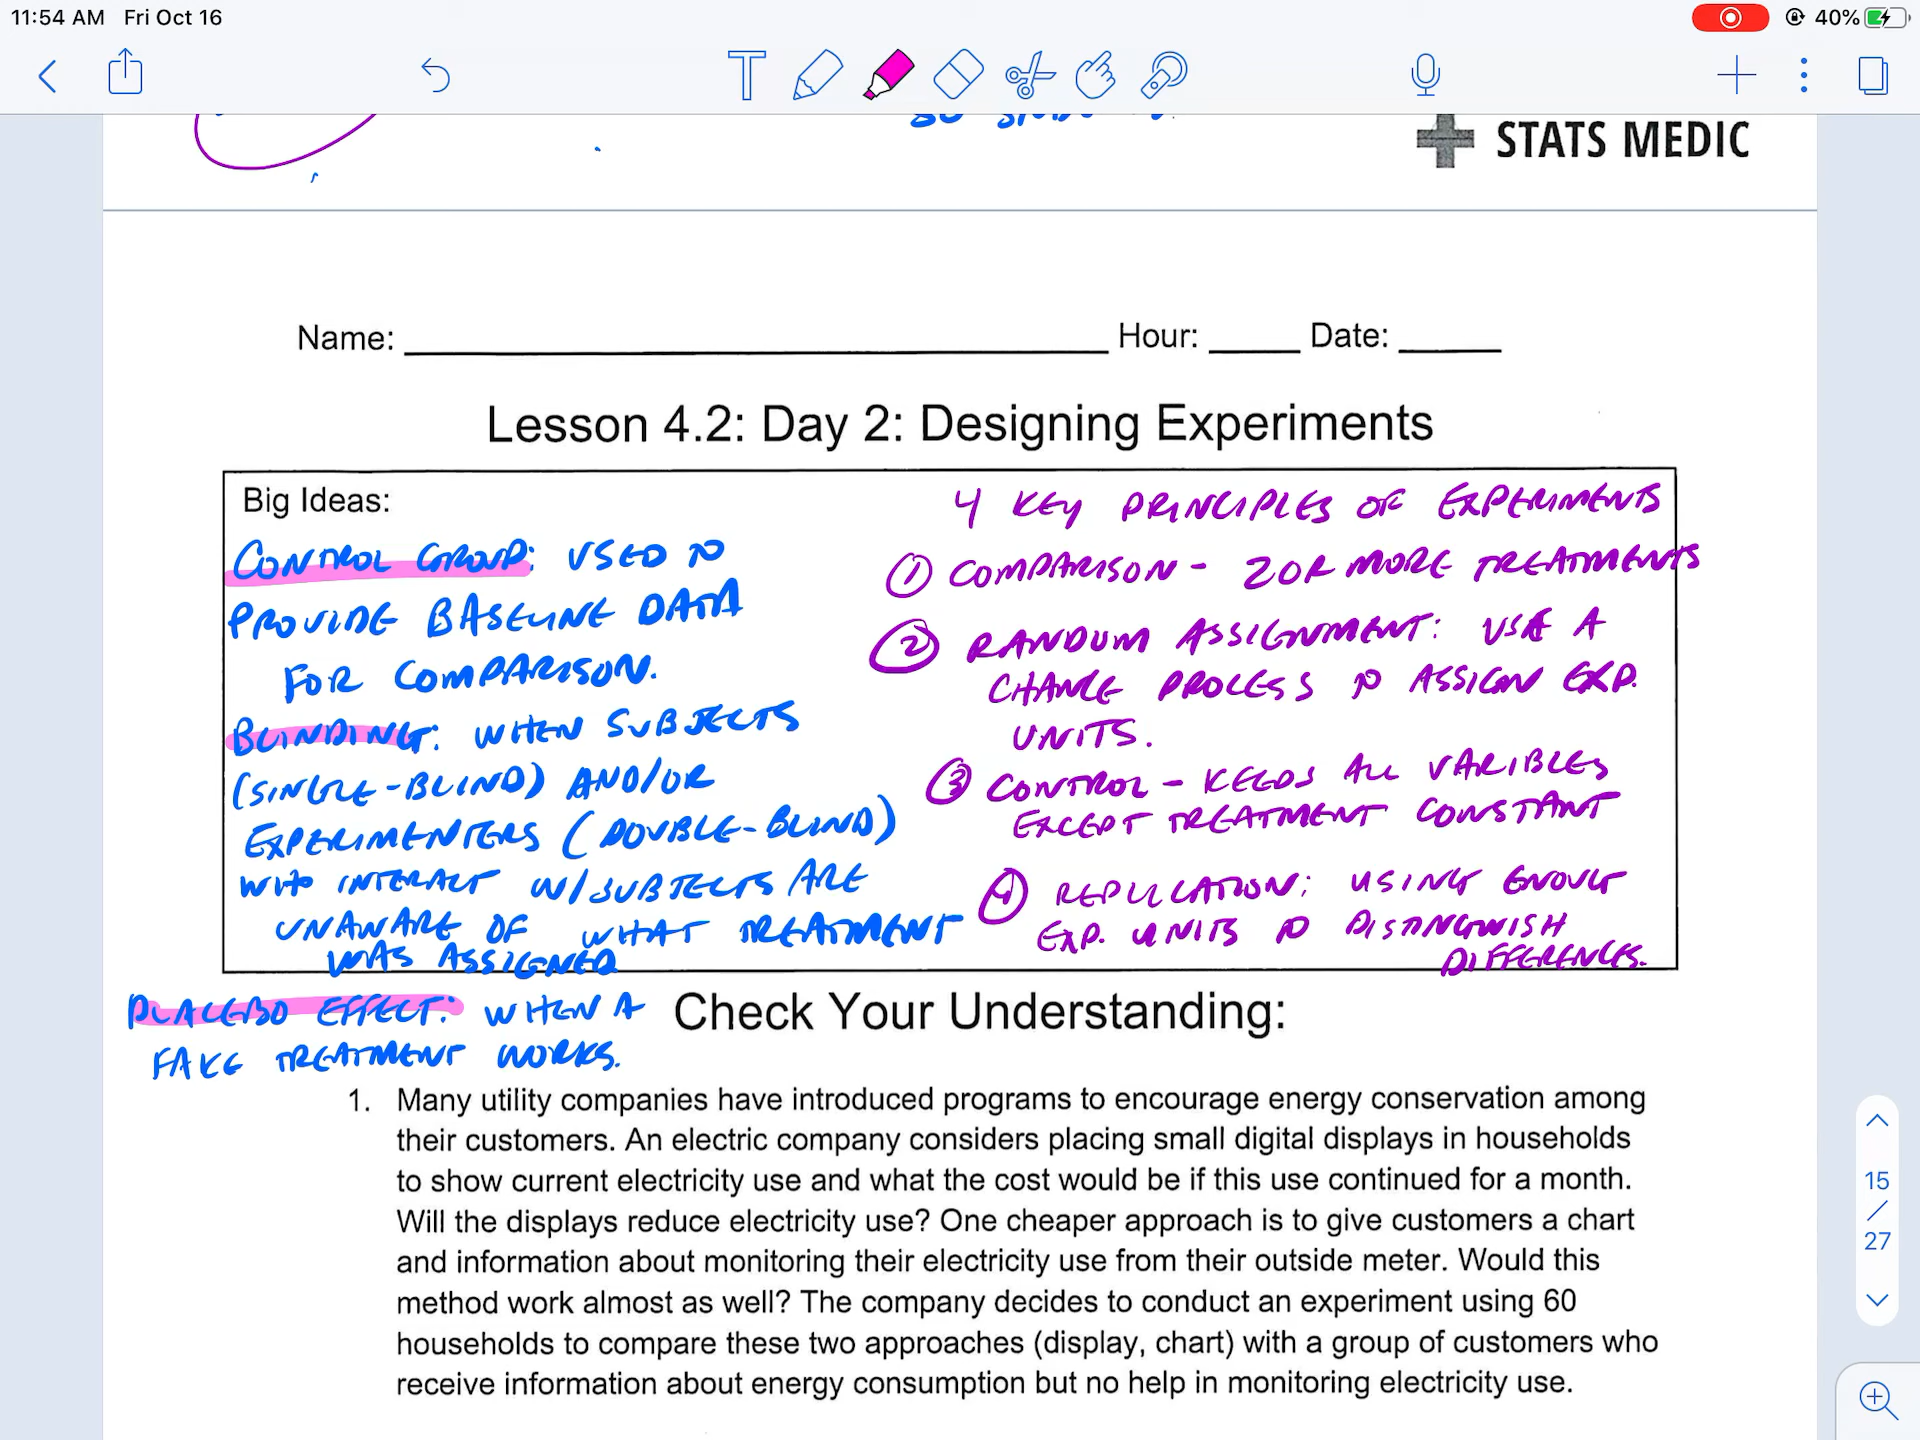 11:54 AM Fri Oct 16
40%
STATS MEDIC
Name: Hour: Date:
Lesson 4.2: Day 2: Designing Experiments
Big Ideas:
CONTROL GROUP: USED TO
PROVIDE BASELINE DATA
FOR COMPARISON.
BLINDING: WHEN SUBJECTS
(SINGLE-BLIND) AND/OR
EXPERIMENTERS (DOUBLE-BLIND)
WHO INTERACT W/SUBJECTS ARE
UNAWARE OF WHAT TREATMENT
WAS ASSIGNED
PLACEBO EFFECT: WHEN A
FAKE TREATMENT WORKS.
4 KEY PRINCIPLES OF EXPERIMENTS
① COMPARISON - 2 OR MORE TREATMENTS
② RANDOM ASSIGNMENT: USE A
CHANCE PROCESS TO ASSIGN EXP.
UNITS.
③ CONTROL - KEEPS ALL VARIBLES
EXCEPT TREATMENT CONSTANT
④ REPLICATION: USING ENOUGH
EXP. UNITS TO DISTINGUISH
DIFFERENCES.
Check Your Understanding:
1. Many utility companies have introduced programs to encourage energy conservation among
their customers. An electric company considers placing small digital displays in households
to show current electricity use and what the cost would be if this use continued for a month.
Will the displays reduce electricity use? One cheaper approach is to give customers a chart
and information about monitoring their electricity use from their outside meter. Would this
method work almost as well? The company decides to conduct an experiment using 60
households to compare these two approaches (display, chart) with a group of customers who
receive information about energy consumption but no help in monitoring electricity use.
15
/
27